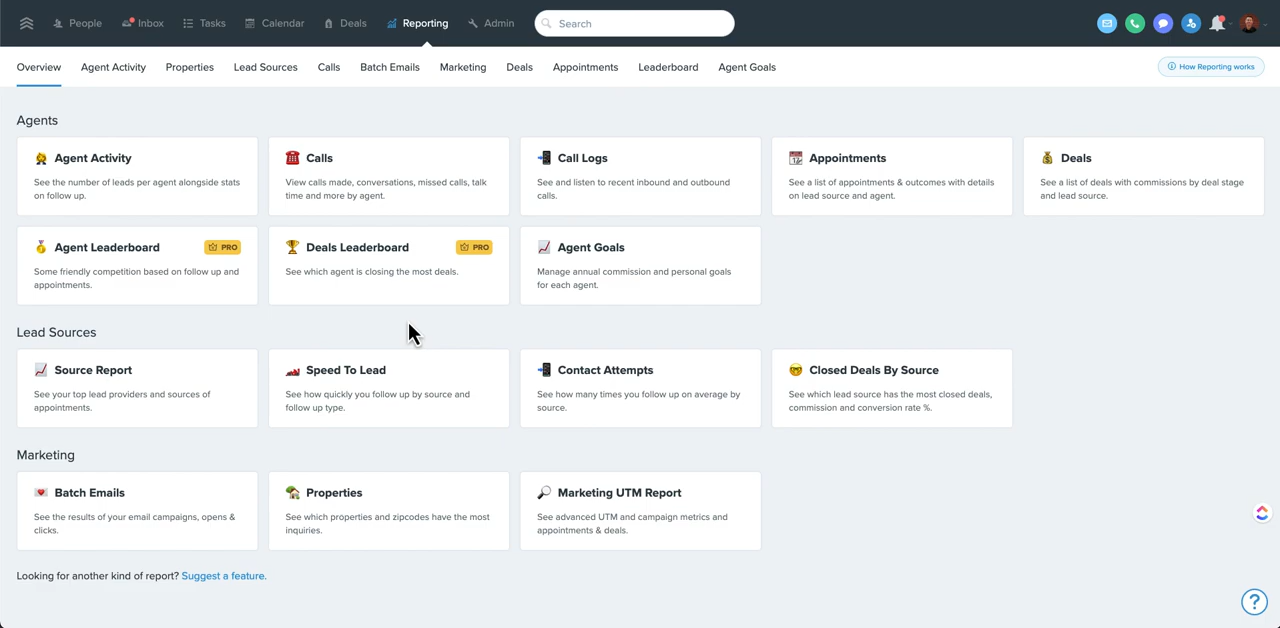 People Inbox Tasks Calendar Deals Reporting Admin Search
Overview Agent Activity Properties Lead Sources Calls Batch Emails Marketing Deals Appointments Leaderboard Agent Goals How Reporting works
Agents
Agent Activity
See the number of leads per agent alongside stats
on follow up.
Calls
View calls made, conversations, missed calls, talk
time and more by agent.
Call Logs
See and listen to recent inbound and outbound
calls.
Appointments
See a list of appointments & outcomes with details
on lead source and agent.
Deals
See a list of deals with commissions by deal stage
and lead source.
Agent Leaderboard PRO
Some friendly competition based on follow up and
appointments.
Deals Leaderboard PRO
See which agent is closing the most deals.
Agent Goals
Manage annual commission and personal goals
for each agent.
Lead Sources
Source Report
See your top lead providers and sources of
appointments.
Speed To Lead
See how quickly you follow up by source and
follow up type.
Contact Attempts
See how many times you follow up on average by
source.
Closed Deals By Source
See which lead source has the most closed deals,
commission and conversion rate %.
Marketing
Batch Emails
See the results of your email campaigns, opens &
clicks.
Properties
See which properties and zipcodes have the most
inquiries.
Marketing UTM Report
See advanced UTM and campaign metrics and
appointments & deals.
Looking for another kind of report? Suggest a feature.
?